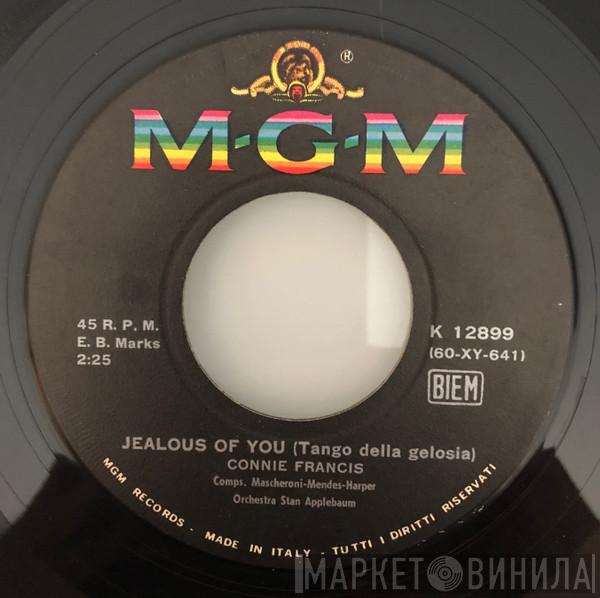 ®
M-G-M
45 R. P. M.
E. B. Marks
2:25
K 12899
(60-XY-641)
BIEM
JEALOUS OF YOU (Tango della gelosia)
CONNIE FRANCIS
Comps. Mascheroni-Mendes-Harper
Orchestra Stan Applebaum
MGM RECORDS - MADE IN ITALY - TUTTI I DIRITTI RISERVATI
МАРКЕТ ВИНИЛА